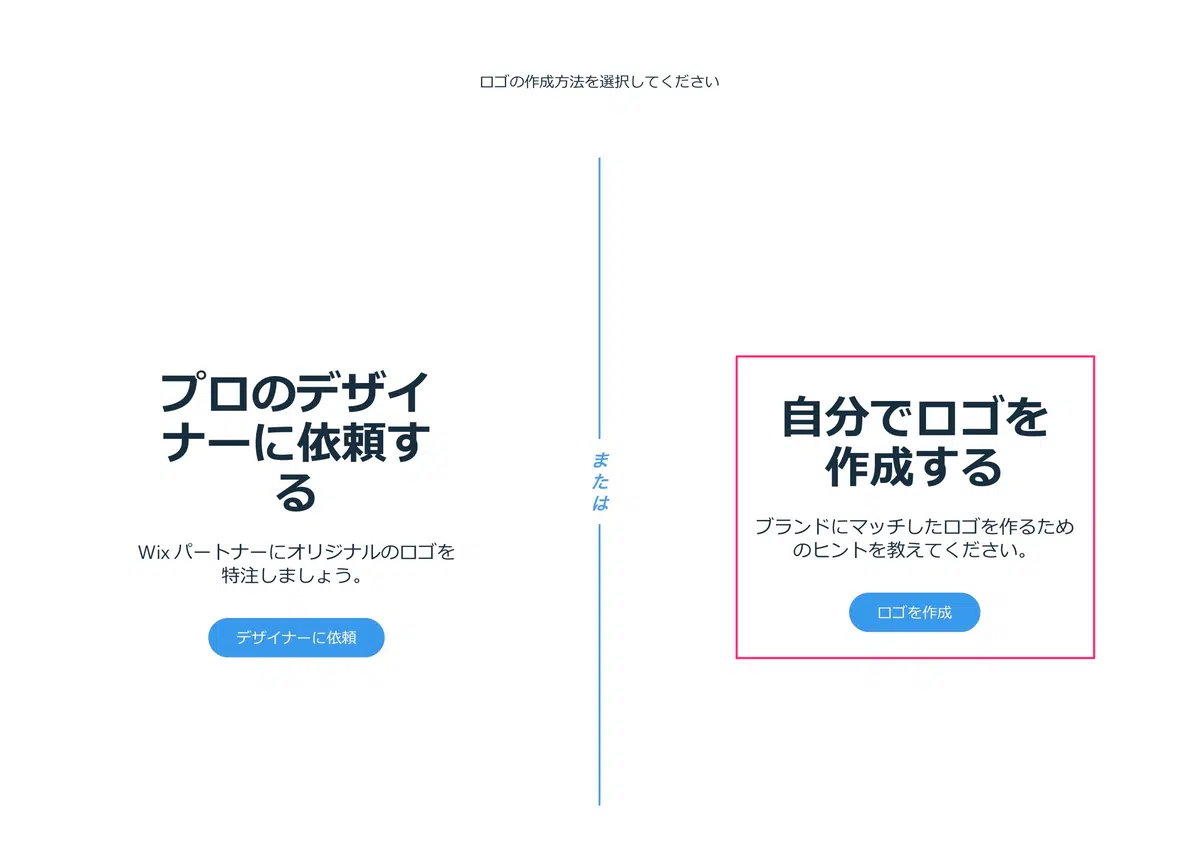 ロゴの作成方法を選択してください
プロのデザイ
ナーに依頼す
る
Wix パートナーにオリジナルのロゴを
特注しましょう。
デザイナーに依頼
または
自分でロゴを
作成する
ブランドにマッチしたロゴを作るため
のヒントを教えてください。
ロゴを作成